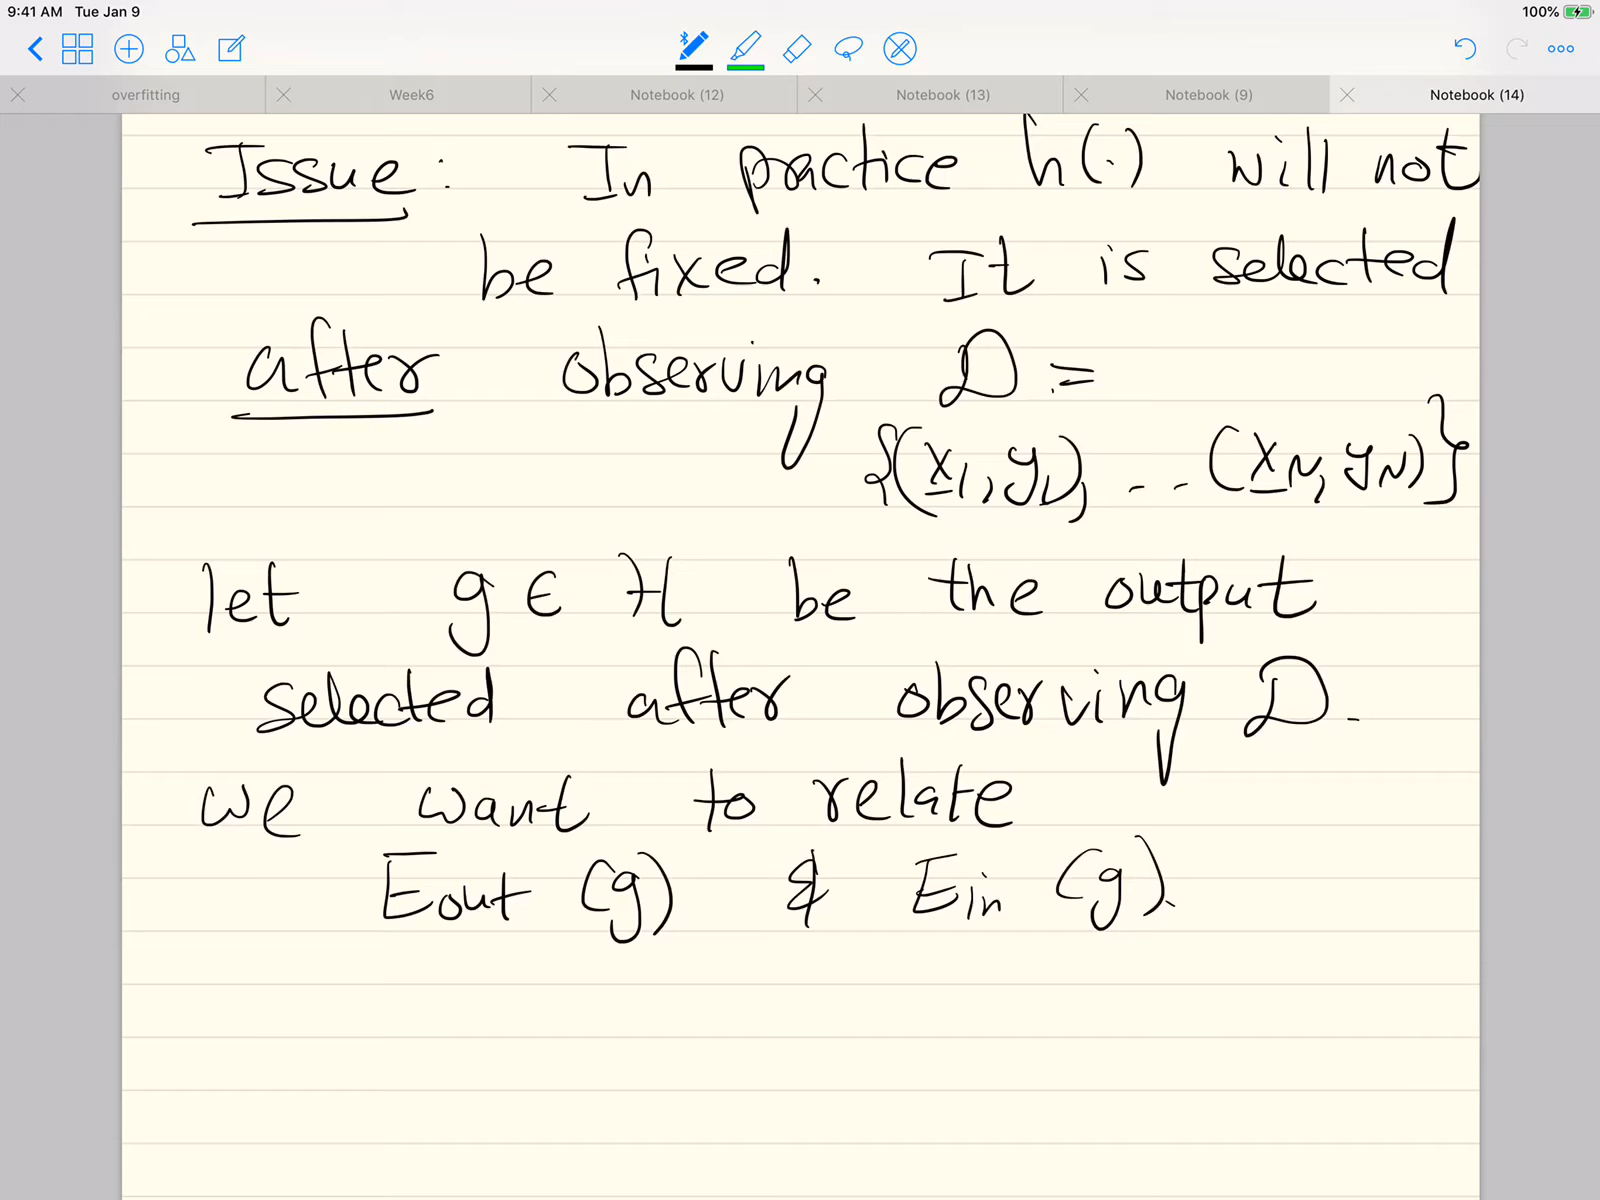 9:41 AM Tue Jan 9 100%
overfitting Week6 Notebook (12) Notebook (13) Notebook (9) Notebook (14)
Issue: In practice h(·) will not
be fixed. It is selected
after observing D =
{(x1, y1), ... (xN, yN)}
let g ∈ H be the output
selected after observing D.
we want to relate
Eout (g) & Ein (g).